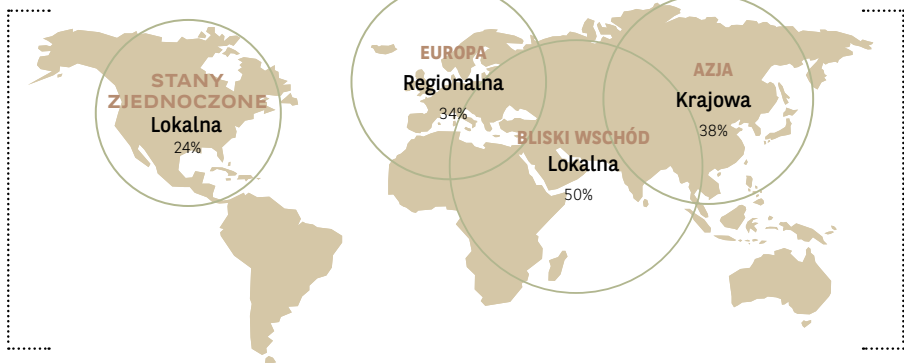 STANY
ZJEDNOCZONE
Lokalna
24%
EUROPA
Regionalna
34%
BLISKI WSCHÓD
Lokalna
50%
AZJA
Krajowa
38%